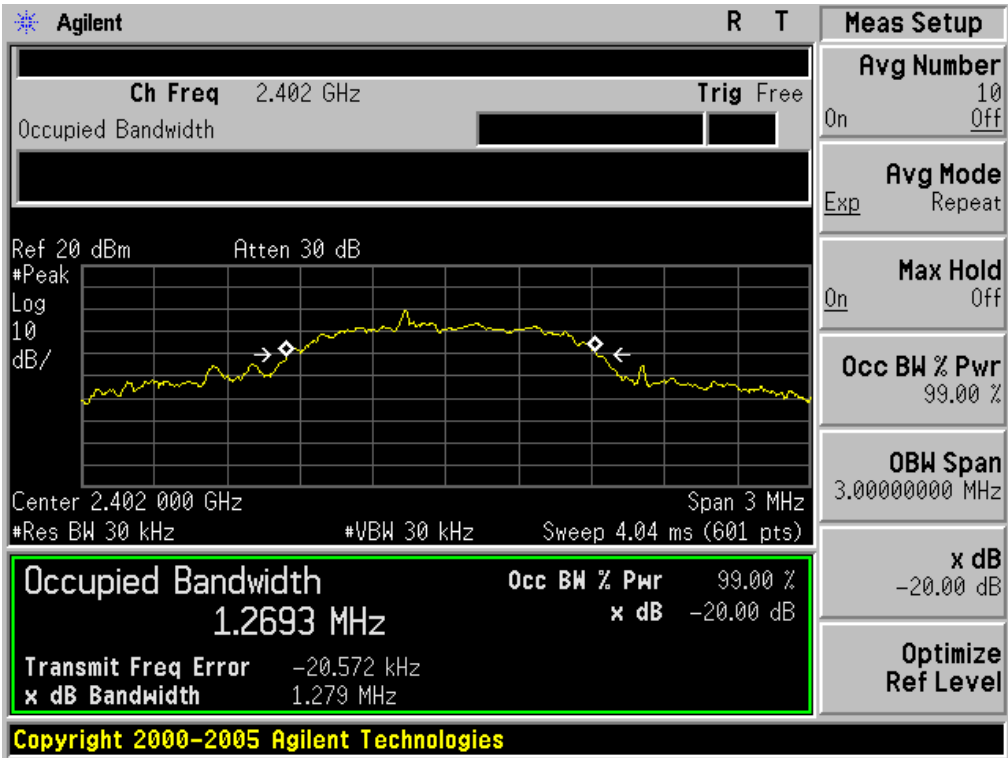 Agilent R T
Ch Freq 2.402 GHz Trig Free
Occupied Bandwidth
Ref 20 dBm Atten 30 dB
#Peak
Log
10
dB/
Center 2.402 000 GHz Span 3 MHz
#Res BW 30 kHz #VBW 30 kHz Sweep 4.04 ms (601 pts)
Occupied Bandwidth Occ BW % Pwr 99.00 %
1.2693 MHz x dB -20.00 dB
Transmit Freq Error -20.572 kHz
x dB Bandwidth 1.279 MHz
Copyright 2000-2005 Agilent Technologies
Meas Setup
Avg Number
10
On Off
Avg Mode
Exp Repeat
Max Hold
On Off
Occ BW % Pwr
99.00 %
OBW Span
3.00000000 MHz
x dB
-20.00 dB
Optimize
Ref Level